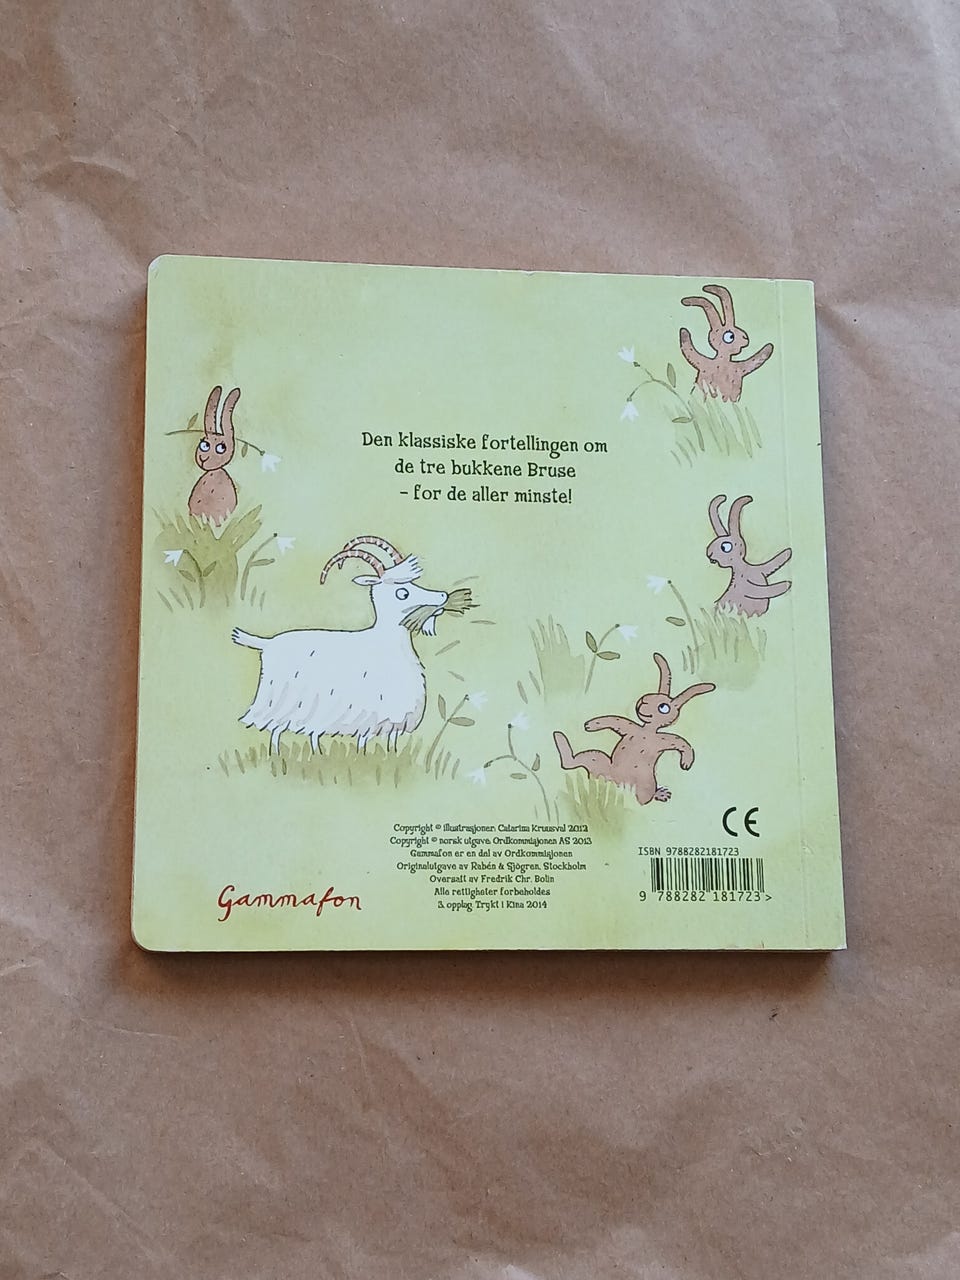 Den klassiske fortellingen om
de tre bukkene Bruse
– for de aller minste!
Copyright © illustrasjoner: Catarina Kruusval 2012
Copyright © norsk utgave: Ordkommisjonen AS 2013
Gammafon er en del av Ordkommisjonen
Originalutgave av Rabén & Sjögren, Stockholm
Oversatt av Fredrik Chr. Bolin
Alle rettigheter forbeholdes
3. opplag. Trykt i Kina 2014
Gammafon
CE
ISBN 9788282181723
9 788282 181723 >